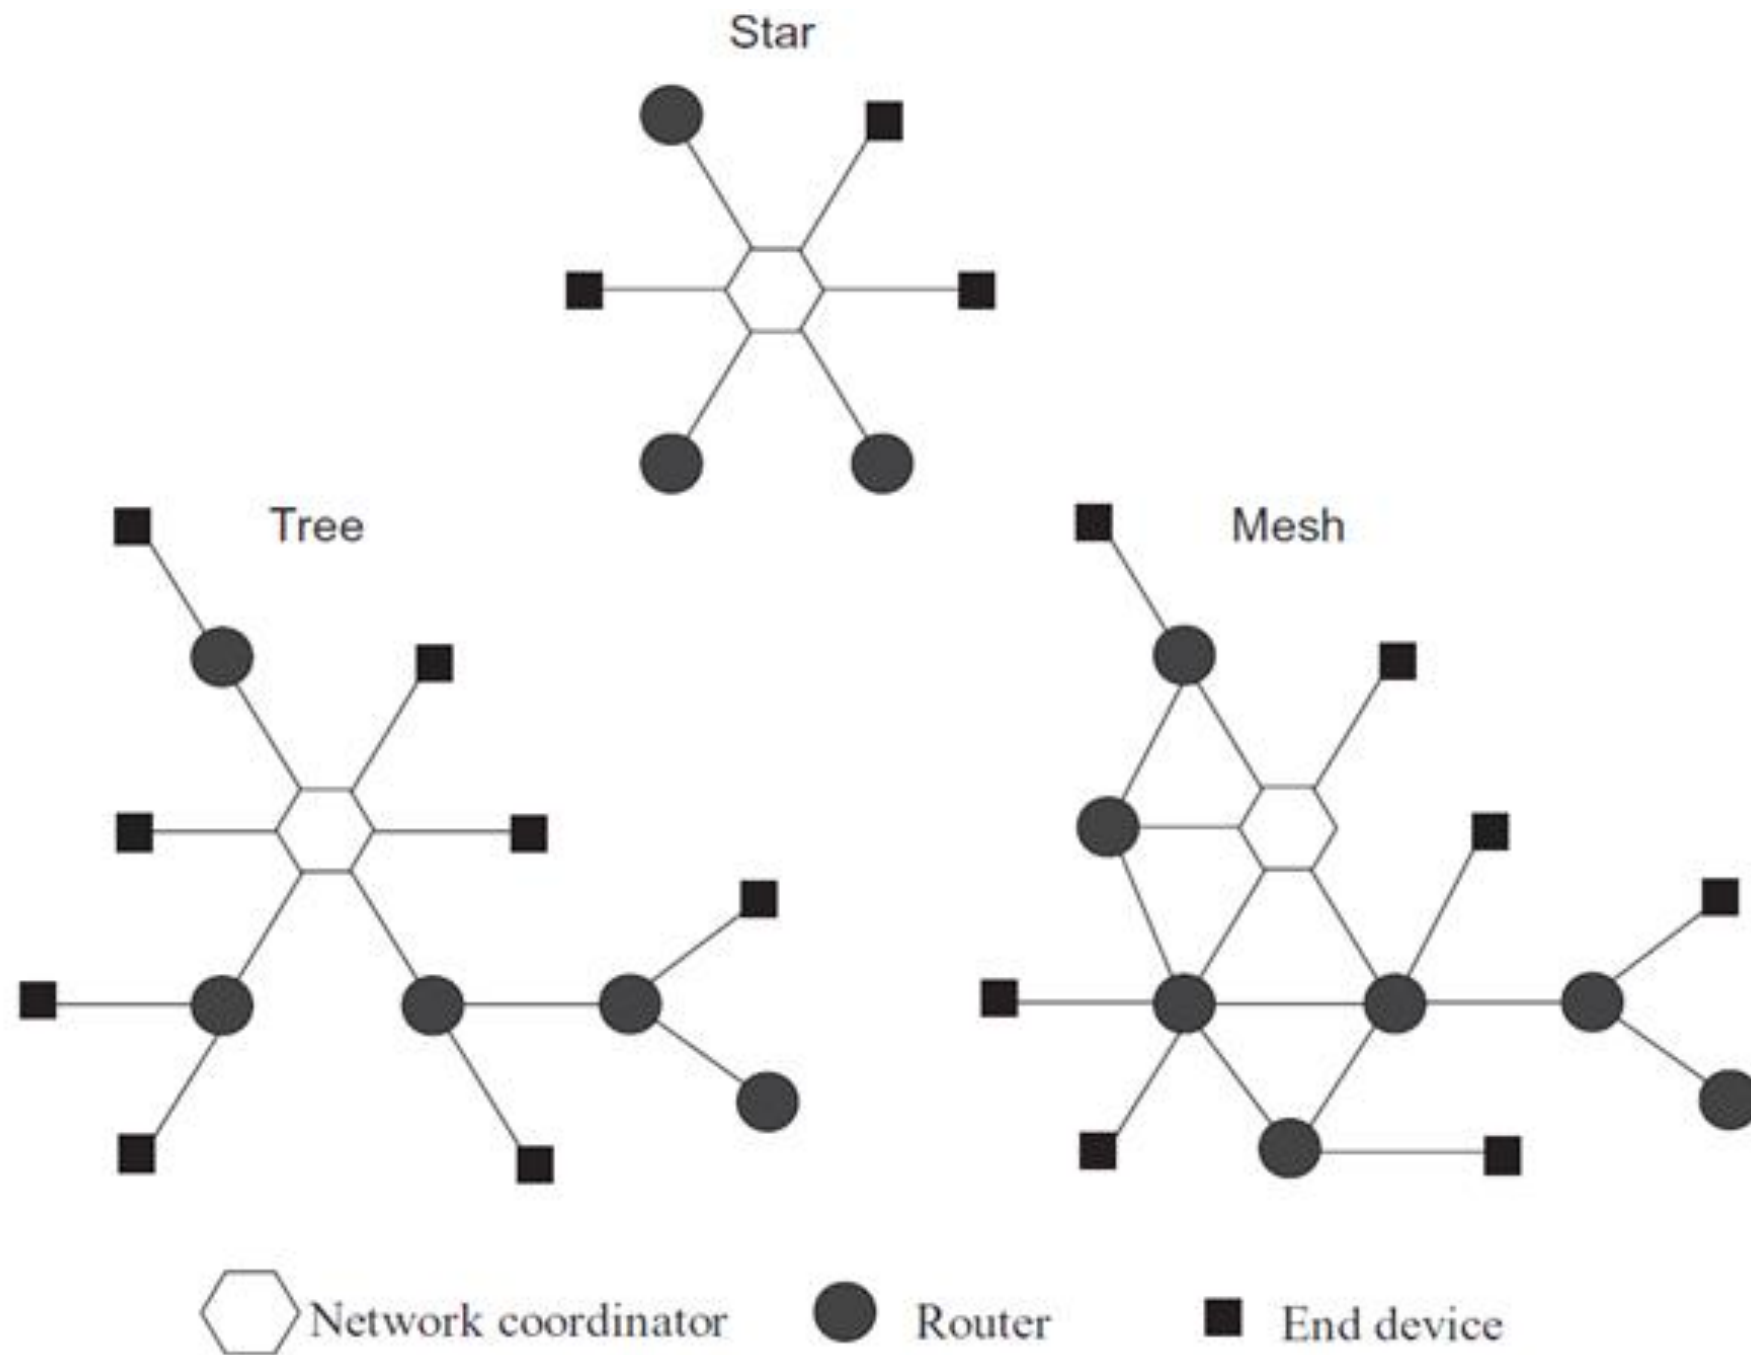 Star
Tree
Mesh
Network coordinator
Router
End device